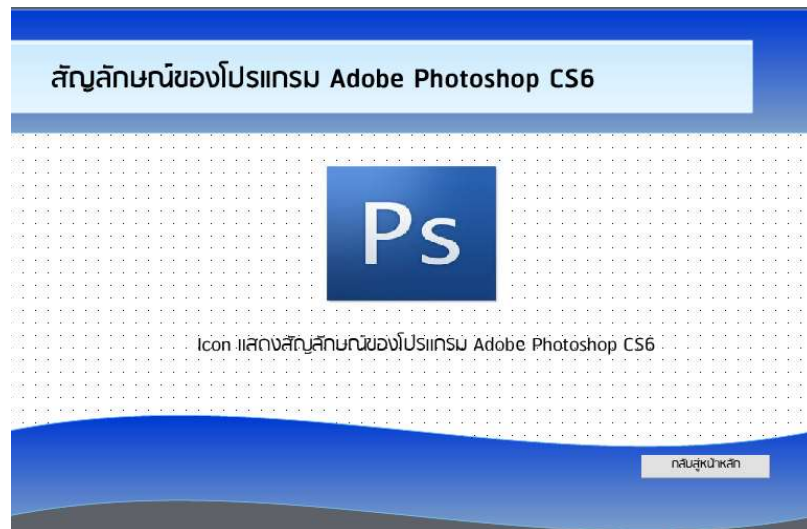 สัญลักษณ์ของโปรแกรม Adobe Photoshop CS6
Ps
Icon แสดงสัญลักษณ์ของโปรแกรม Adobe Photoshop CS6
กลับสู่หน้าหลัก